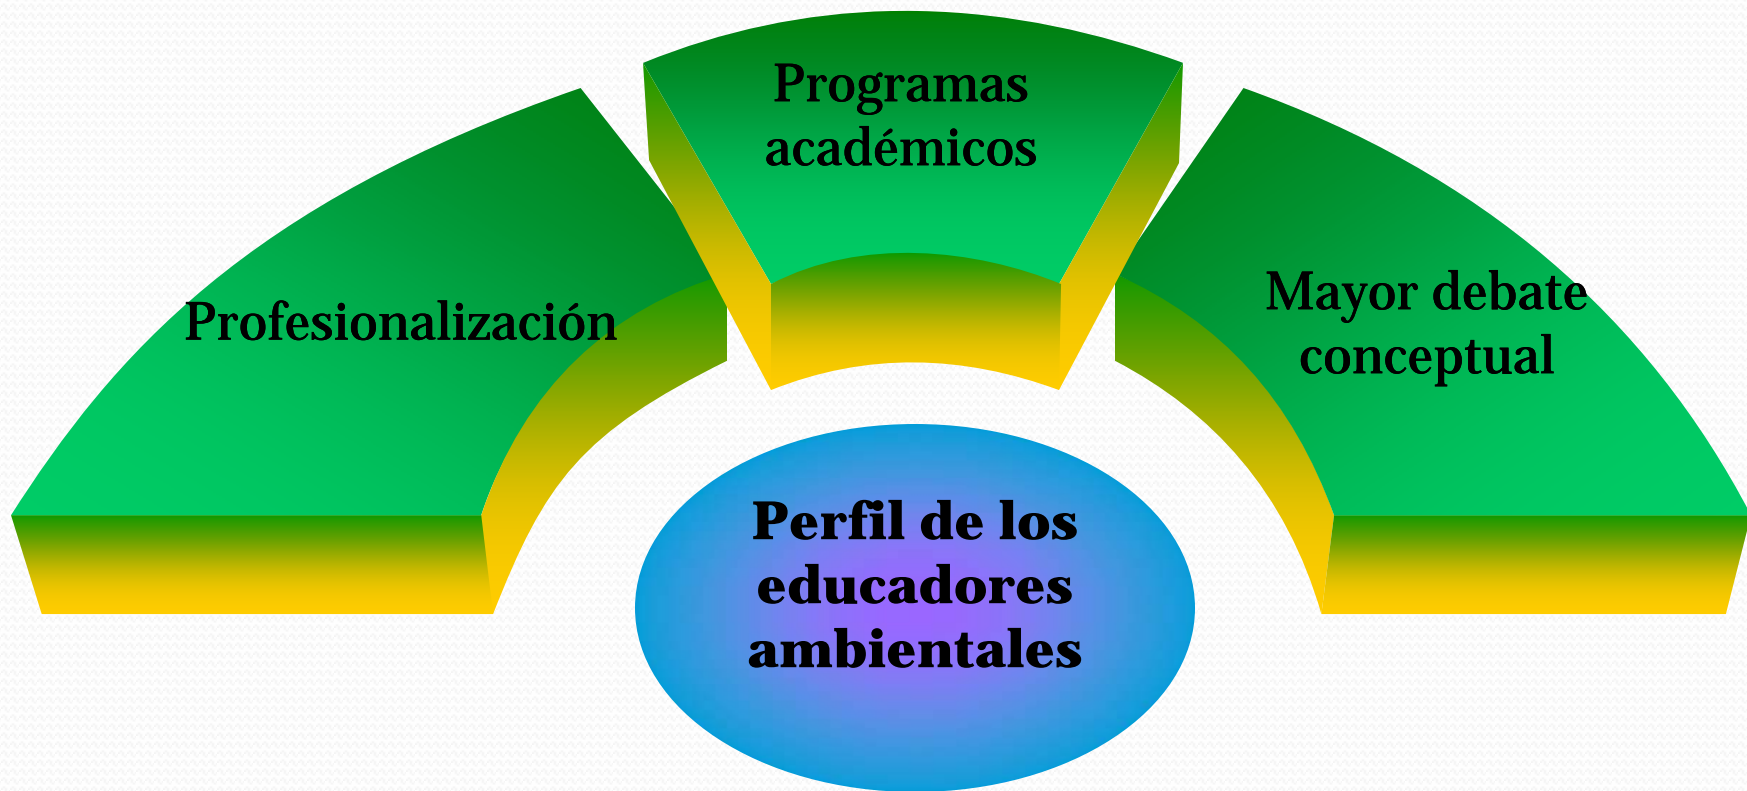 Programas
académicos
Profesionalización
Mayor debate
conceptual
Perfil de los
educadores
ambientales